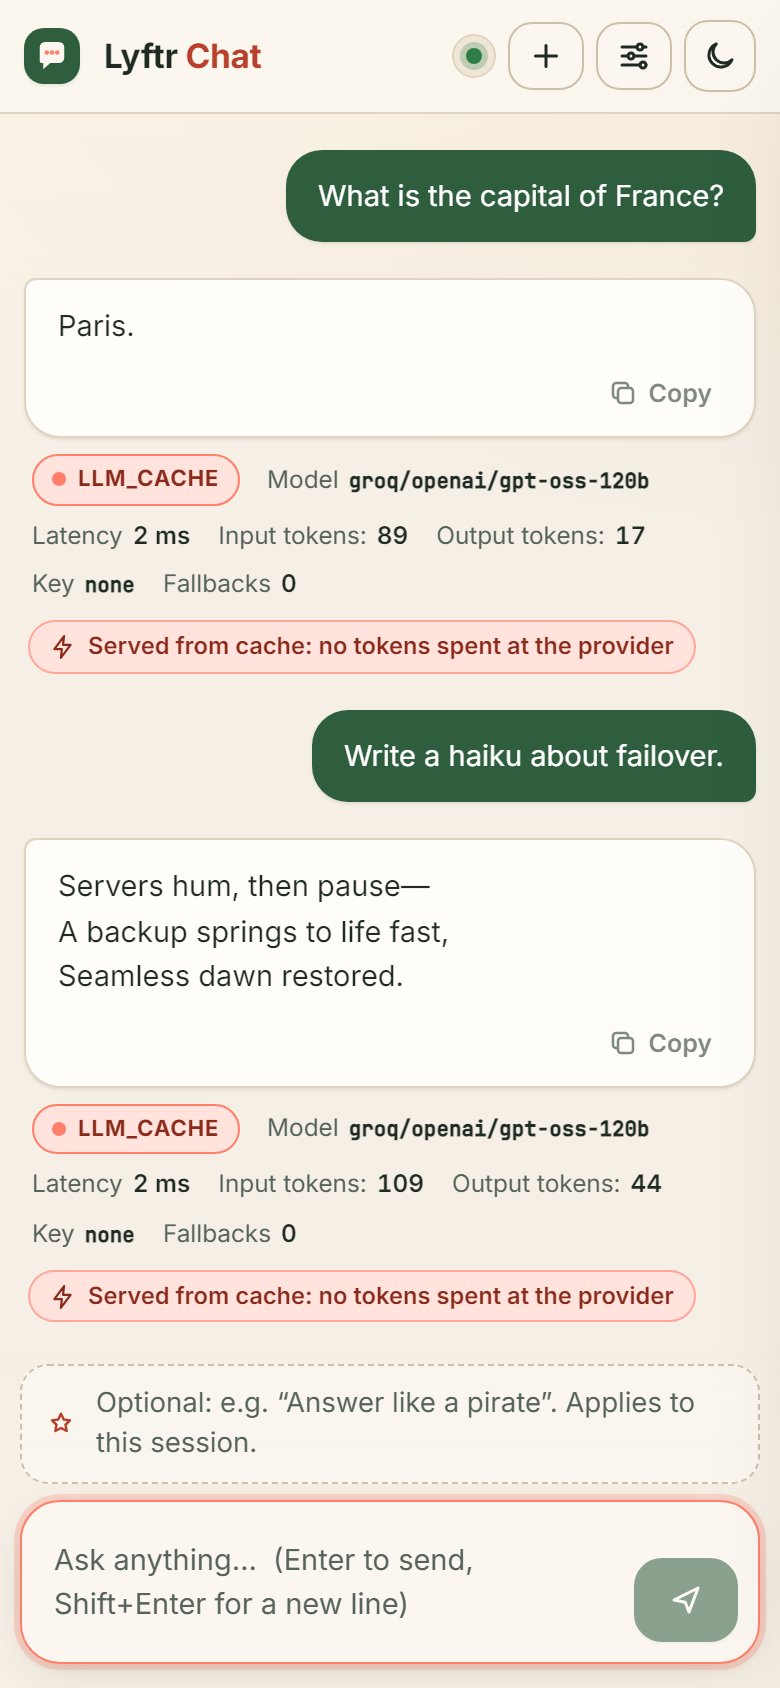 Lyftr Chat
What is the capital of France?
Paris.
Copy
LLM_CACHE Model groq/openai/gpt-oss-120b
Latency 2 ms Input tokens: 89 Output tokens: 17
Key none Fallbacks 0
Served from cache: no tokens spent at the provider
Write a haiku about failover.
Servers hum, then pause—
A backup springs to life fast,
Seamless dawn restored.
Copy
LLM_CACHE Model groq/openai/gpt-oss-120b
Latency 2 ms Input tokens: 109 Output tokens: 44
Key none Fallbacks 0
Served from cache: no tokens spent at the provider
Optional: e.g. “Answer like a pirate”. Applies to
this session.
Ask anything... (Enter to send,
Shift+Enter for a new line)